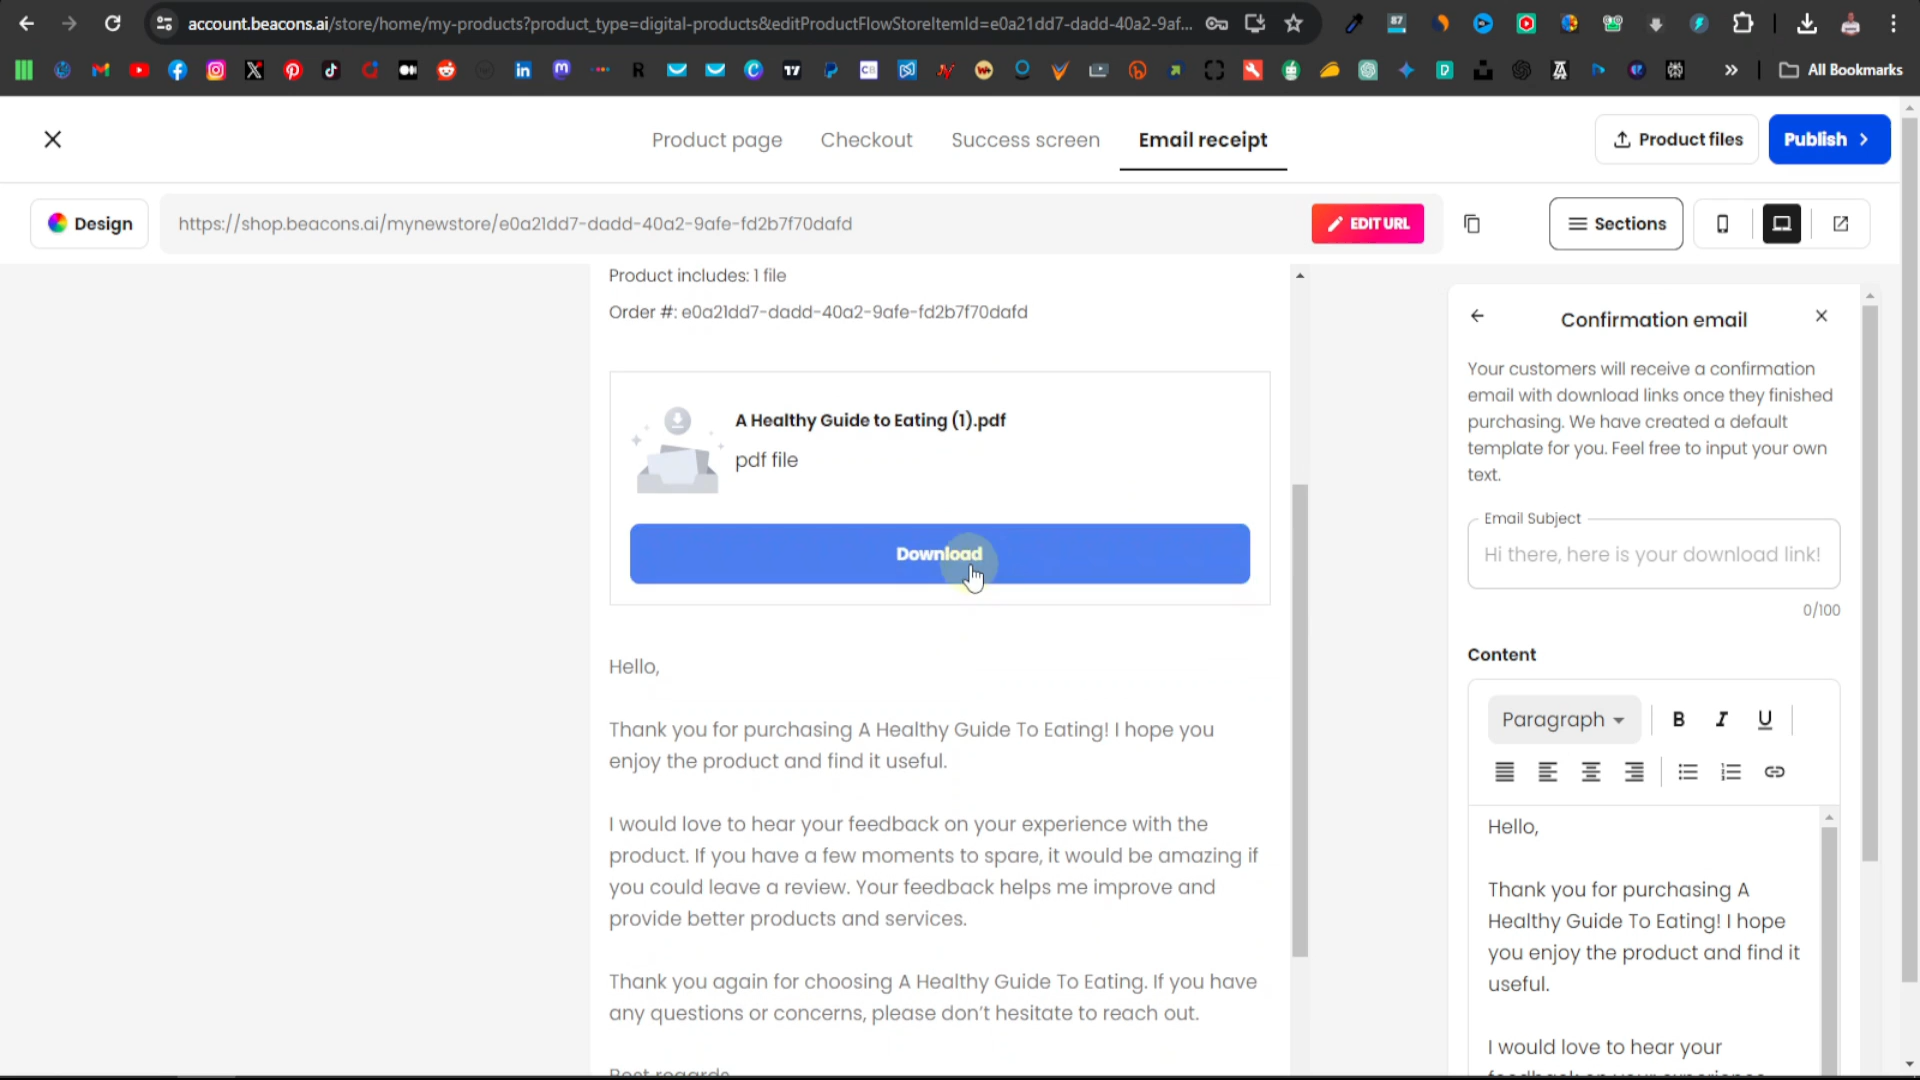 account.beacons.ai/store/home/my-products?product_type=digital-products&editProductFlowStoreItemId=e0a21dd7-dadd-40a2-9af...
All Bookmarks
Product page
Checkout
Success screen
Email receipt
Product files
Publish
Design
https://shop.beacons.ai/mynewstore/e0a21dd7-dadd-40a2-9afe-fd2b7f70dafd
EDIT URL
Sections
Product includes: 1 file
Order #: e0a21dd7-dadd-40a2-9afe-fd2b7f70dafd
A Healthy Guide to Eating (1).pdf
pdf file
Download
Hello,
Thank you for purchasing A Healthy Guide To Eating! I hope you
enjoy the product and find it useful.
I would love to hear your feedback on your experience with the
product. If you have a few moments to spare, it would be amazing if
you could leave a review. Your feedback helps me improve and
provide better products and services.
Thank you again for choosing A Healthy Guide To Eating. If you have
any questions or concerns, please don't hesitate to reach out.
Best regards
Confirmation email
Your customers will receive a confirmation
email with download links once they finished
purchasing. We have created a default
template for you. Feel free to input your own
text.
Email Subject
Hi there, here is your download link!
0/100
Content
Paragraph
B I U
Hello,
Thank you for purchasing A
Healthy Guide To Eating! I hope
you enjoy the product and find it
useful.
I would love to hear your
feedback on your experience